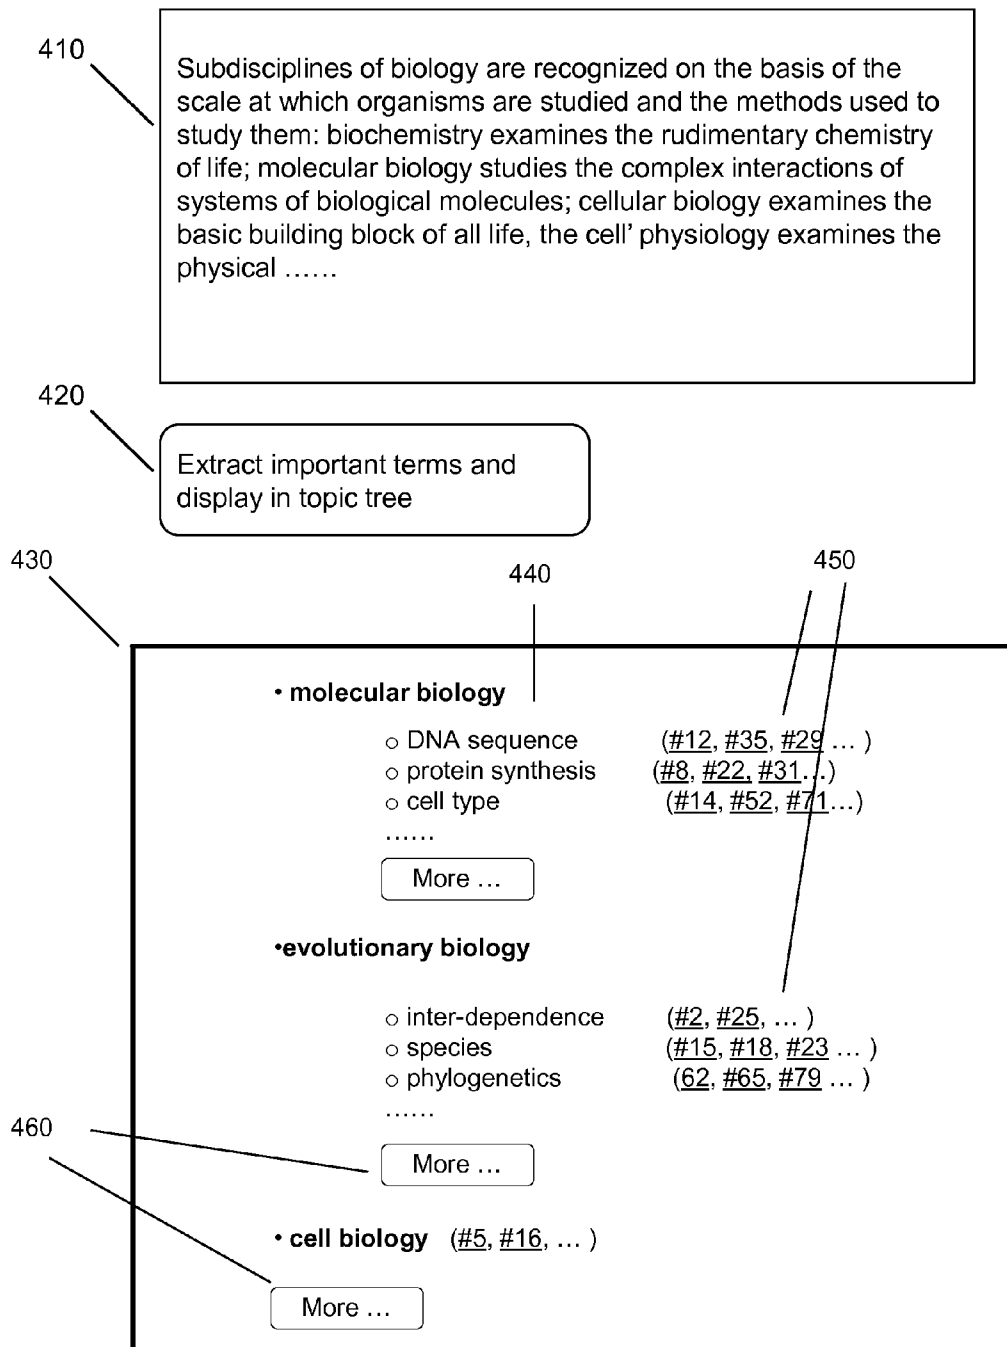 410
Subdisciplines of biology are recognized on the basis of the
scale at which organisms are studied and the methods used to
study them: biochemistry examines the rudimentary chemistry
of life; molecular biology studies the complex interactions of
systems of biological molecules; cellular biology examines the
basic building block of all life, the cell' physiology examines the
physical ……
420
Extract important terms and
display in topic tree
430
440
450
• molecular biology
○ DNA sequence (#12, #35, #29 … )
○ protein synthesis (#8, #22, #31…)
○ cell type (#14, #52, #71…)
……
More …
•evolutionary biology
○ inter-dependence (#2, #25, … )
○ species (#15, #18, #23 … )
○ phylogenetics (62, #65, #79 … )
……
460
More …
• cell biology (#5, #16, … )
More …